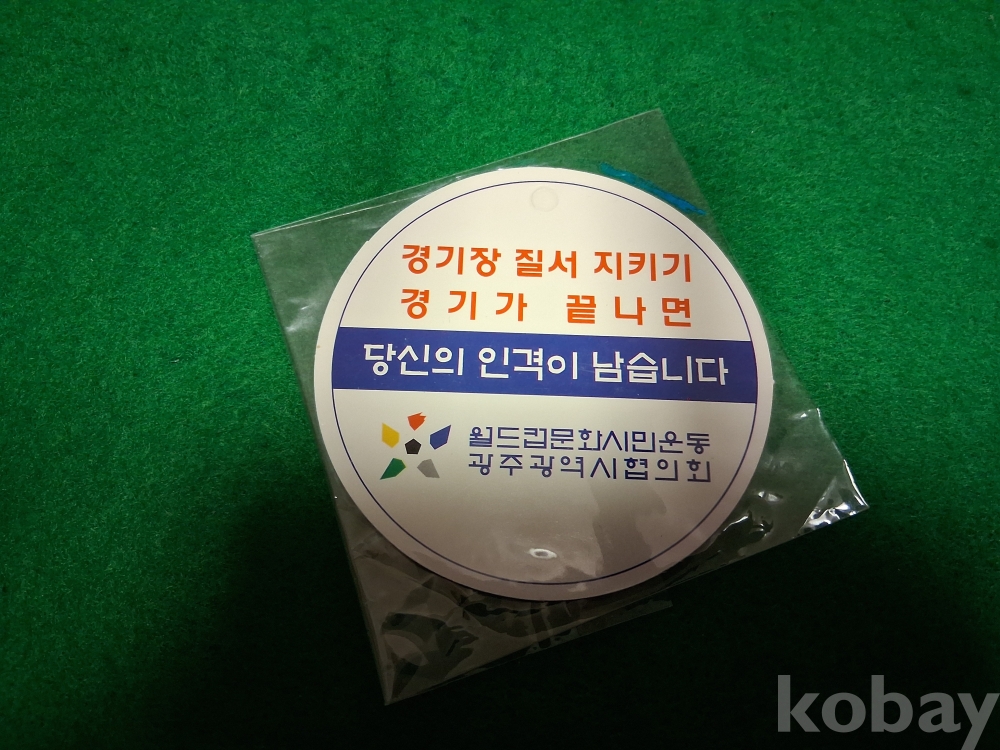 경기장 질서 지키기
경기가 끝나면
당신의 인격이 남습니다
월드컵문화시민운동
광주광역시협의회
kobay